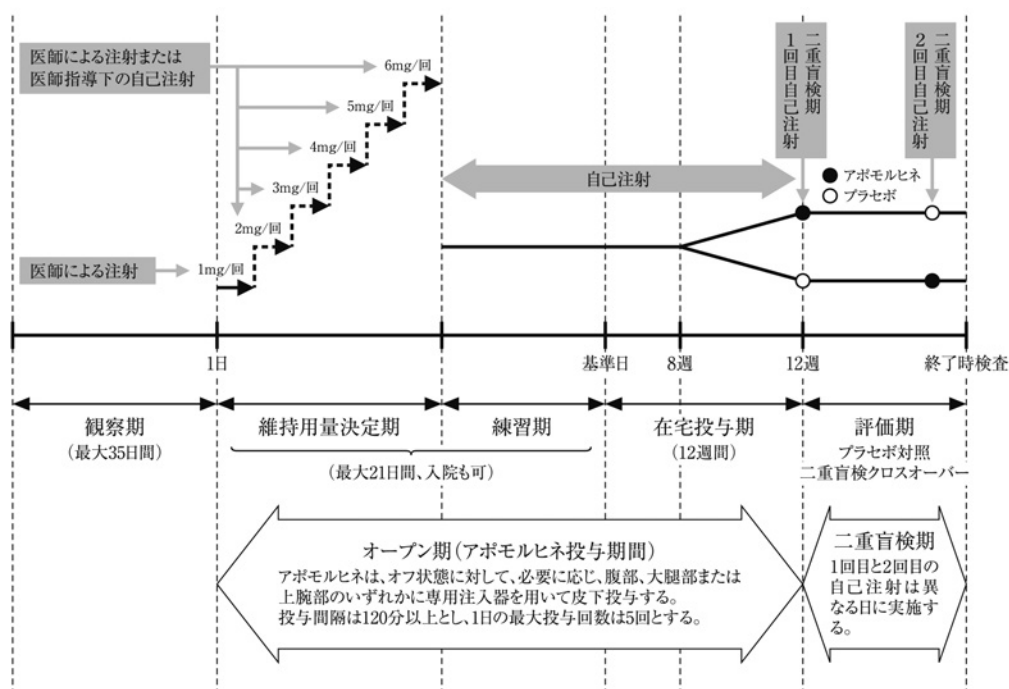 医師による注射または
医師指導下の自己注射
6mg/回
5mg/回
4mg/回
3mg/回
2mg/回
医師による注射
1mg/回
自己注射
二重盲検期
1回目自己注射
二重盲検期
2回目自己注射
アポモルヒネ
プラセボ
1日
基準日
8週
12週
終了時検査
観察期
(最大35日間)
維持用量決定期
練習期
(最大21日間、入院も可)
在宅投与期
(12週間)
評価期
プラセボ対照
二重盲検クロスオーバー
オープン期(アポモルヒネ投与期間)
アポモルヒネは、オフ状態に対して、必要に応じ、腹部、大腿部または
上腕部のいずれかに専用注入器を用いて皮下投与する。
投与間隔は120分以上とし、1日の最大投与回数は5回とする。
二重盲検期
1回目と2回目の
自己注射は異
なる日に実施す
る。